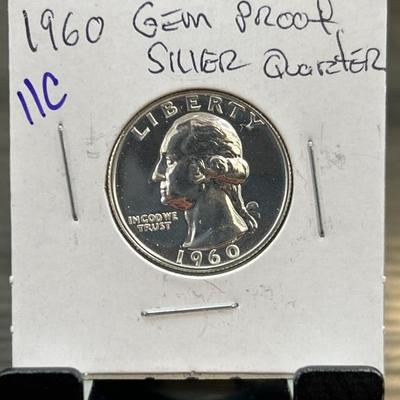 1960 GEM PROOF
SILVER Quarter
11C
LIBERTY
IN GOD WE
TRUST
1960